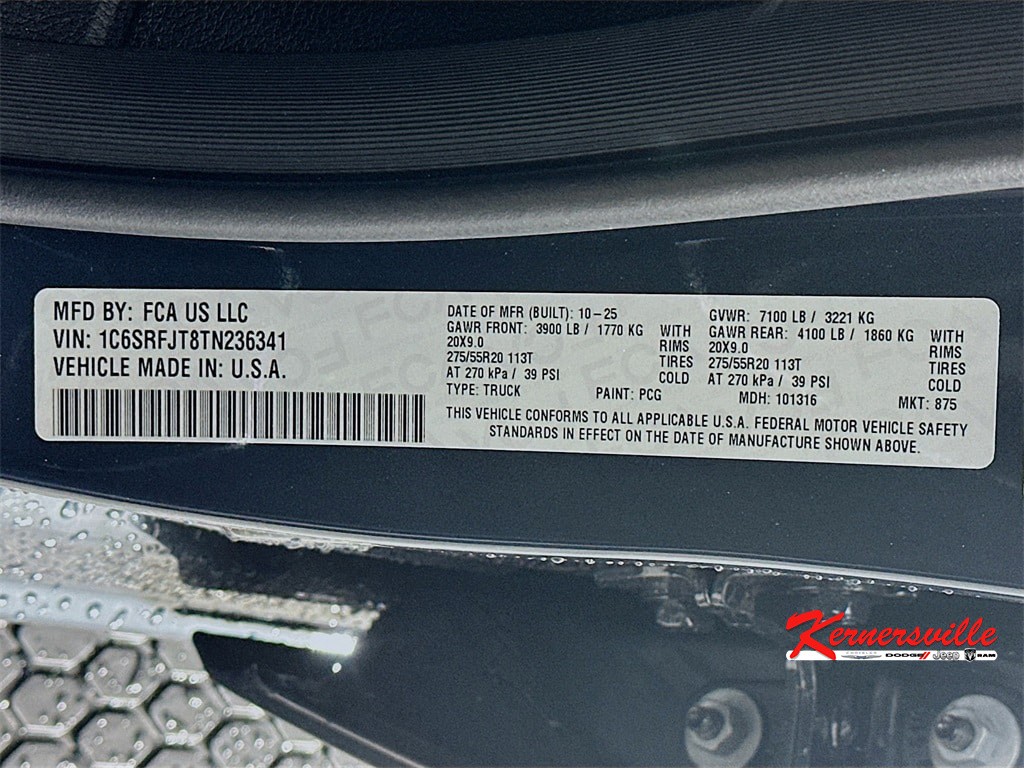 MFD BY: FCA US LLC
VIN: 1C6SRFJT8TN236341
VEHICLE MADE IN: U.S.A.
DATE OF MFR (BUILT): 10-25
GAWR FRONT: 3900 LB / 1770 KG WITH
20X9.0 RIMS
275/55R20 113T TIRES
AT 270 kPa / 39 PSI COLD
TYPE: TRUCK PAINT: PCG
GVWR: 7100 LB / 3221 KG
GAWR REAR: 4100 LB / 1860 KG WITH
20X9.0 RIMS
275/55R20 113T TIRES
AT 270 kPa / 39 PSI COLD
MDH: 101316 MKT: 875
THIS VEHICLE CONFORMS TO ALL APPLICABLE U.S.A. FEDERAL MOTOR VEHICLE SAFETY
STANDARDS IN EFFECT ON THE DATE OF MANUFACTURE SHOWN ABOVE.
Kernersville
CHRYSLER DODGE Jeep RAM